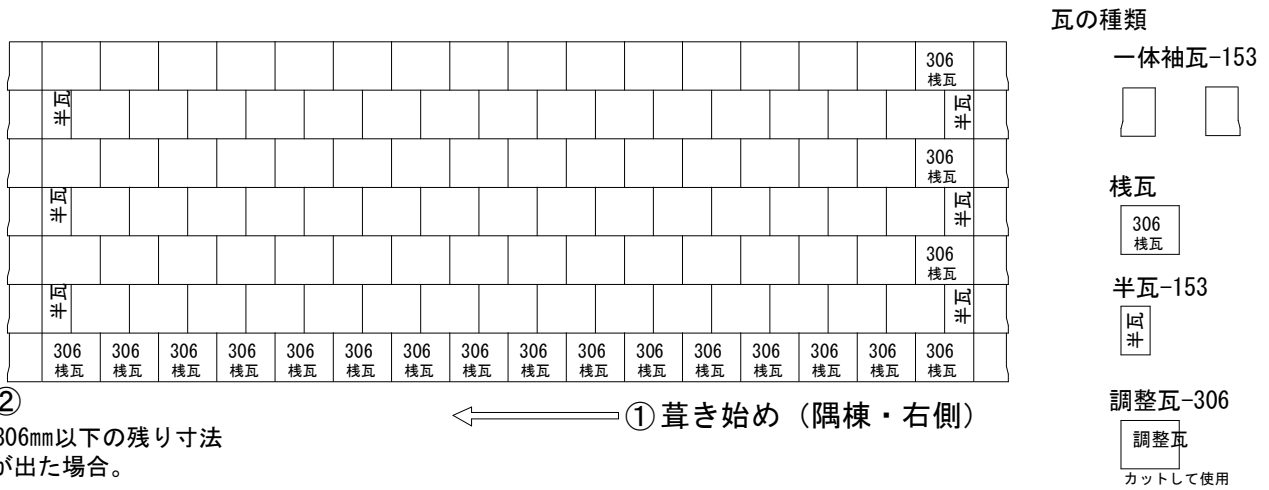 瓦の種類
一体袖瓦-153
306
桟瓦
半瓦
半瓦
306
桟瓦
半瓦
半瓦
306
桟瓦
半瓦
半瓦
306
桟瓦
306
桟瓦
306
桟瓦
306
桟瓦
306
桟瓦
306
桟瓦
306
桟瓦
306
桟瓦
306
桟瓦
306
桟瓦
306
桟瓦
306
桟瓦
306
桟瓦
306
桟瓦
306
桟瓦
306
桟瓦
②
306mm以下の残り寸法
が出た場合。
①葺き始め（隅棟・右側）
桟瓦
306
桟瓦
半瓦-153
半瓦
調整瓦-306
調整瓦
カットして使用